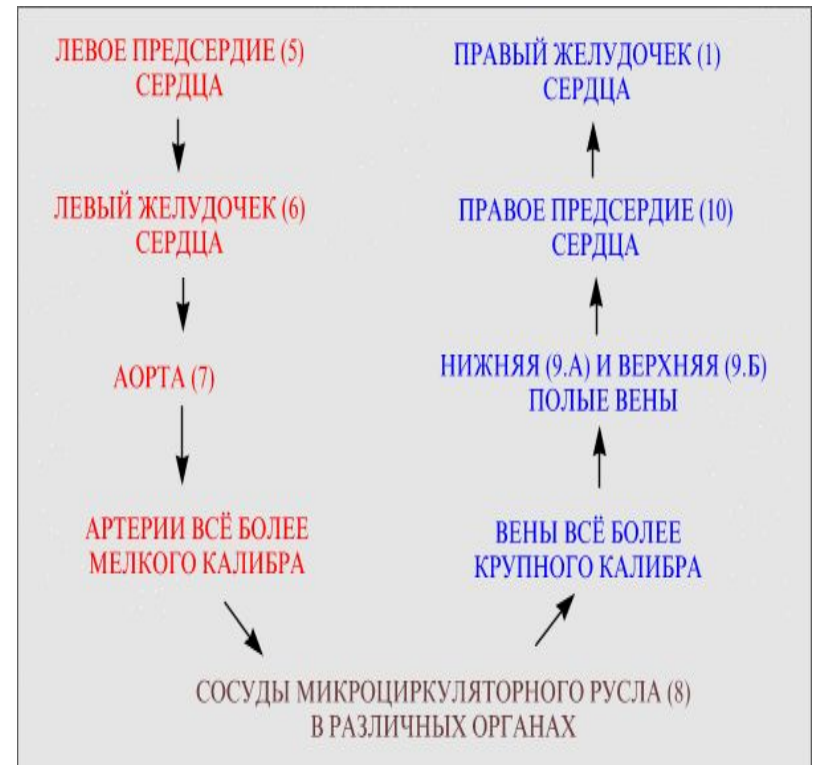 ЛЕВОЕ ПРЕДСЕРДИЕ (5)
СЕРДЦА
ЛЕВЫЙ ЖЕЛУДОЧЕК (6)
СЕРДЦА
АОРТА (7)
АРТЕРИИ ВСЁ БОЛЕЕ
МЕЛКОГО КАЛИБРА
СОСУДЫ МИКРОЦИРКУЛЯТОРНОГО РУСЛА (8)
В РАЗЛИЧНЫХ ОРГАНАХ
ВЕНЫ ВСЁ БОЛЕЕ
КРУПНОГО КАЛИБРА
НИЖНЯЯ (9.А) И ВЕРХНЯЯ (9.Б)
ПОЛЫЕ ВЕНЫ
ПРАВОЕ ПРЕДСЕРДИЕ (10)
СЕРДЦА
ПРАВЫЙ ЖЕЛУДОЧЕК (1)
СЕРДЦА